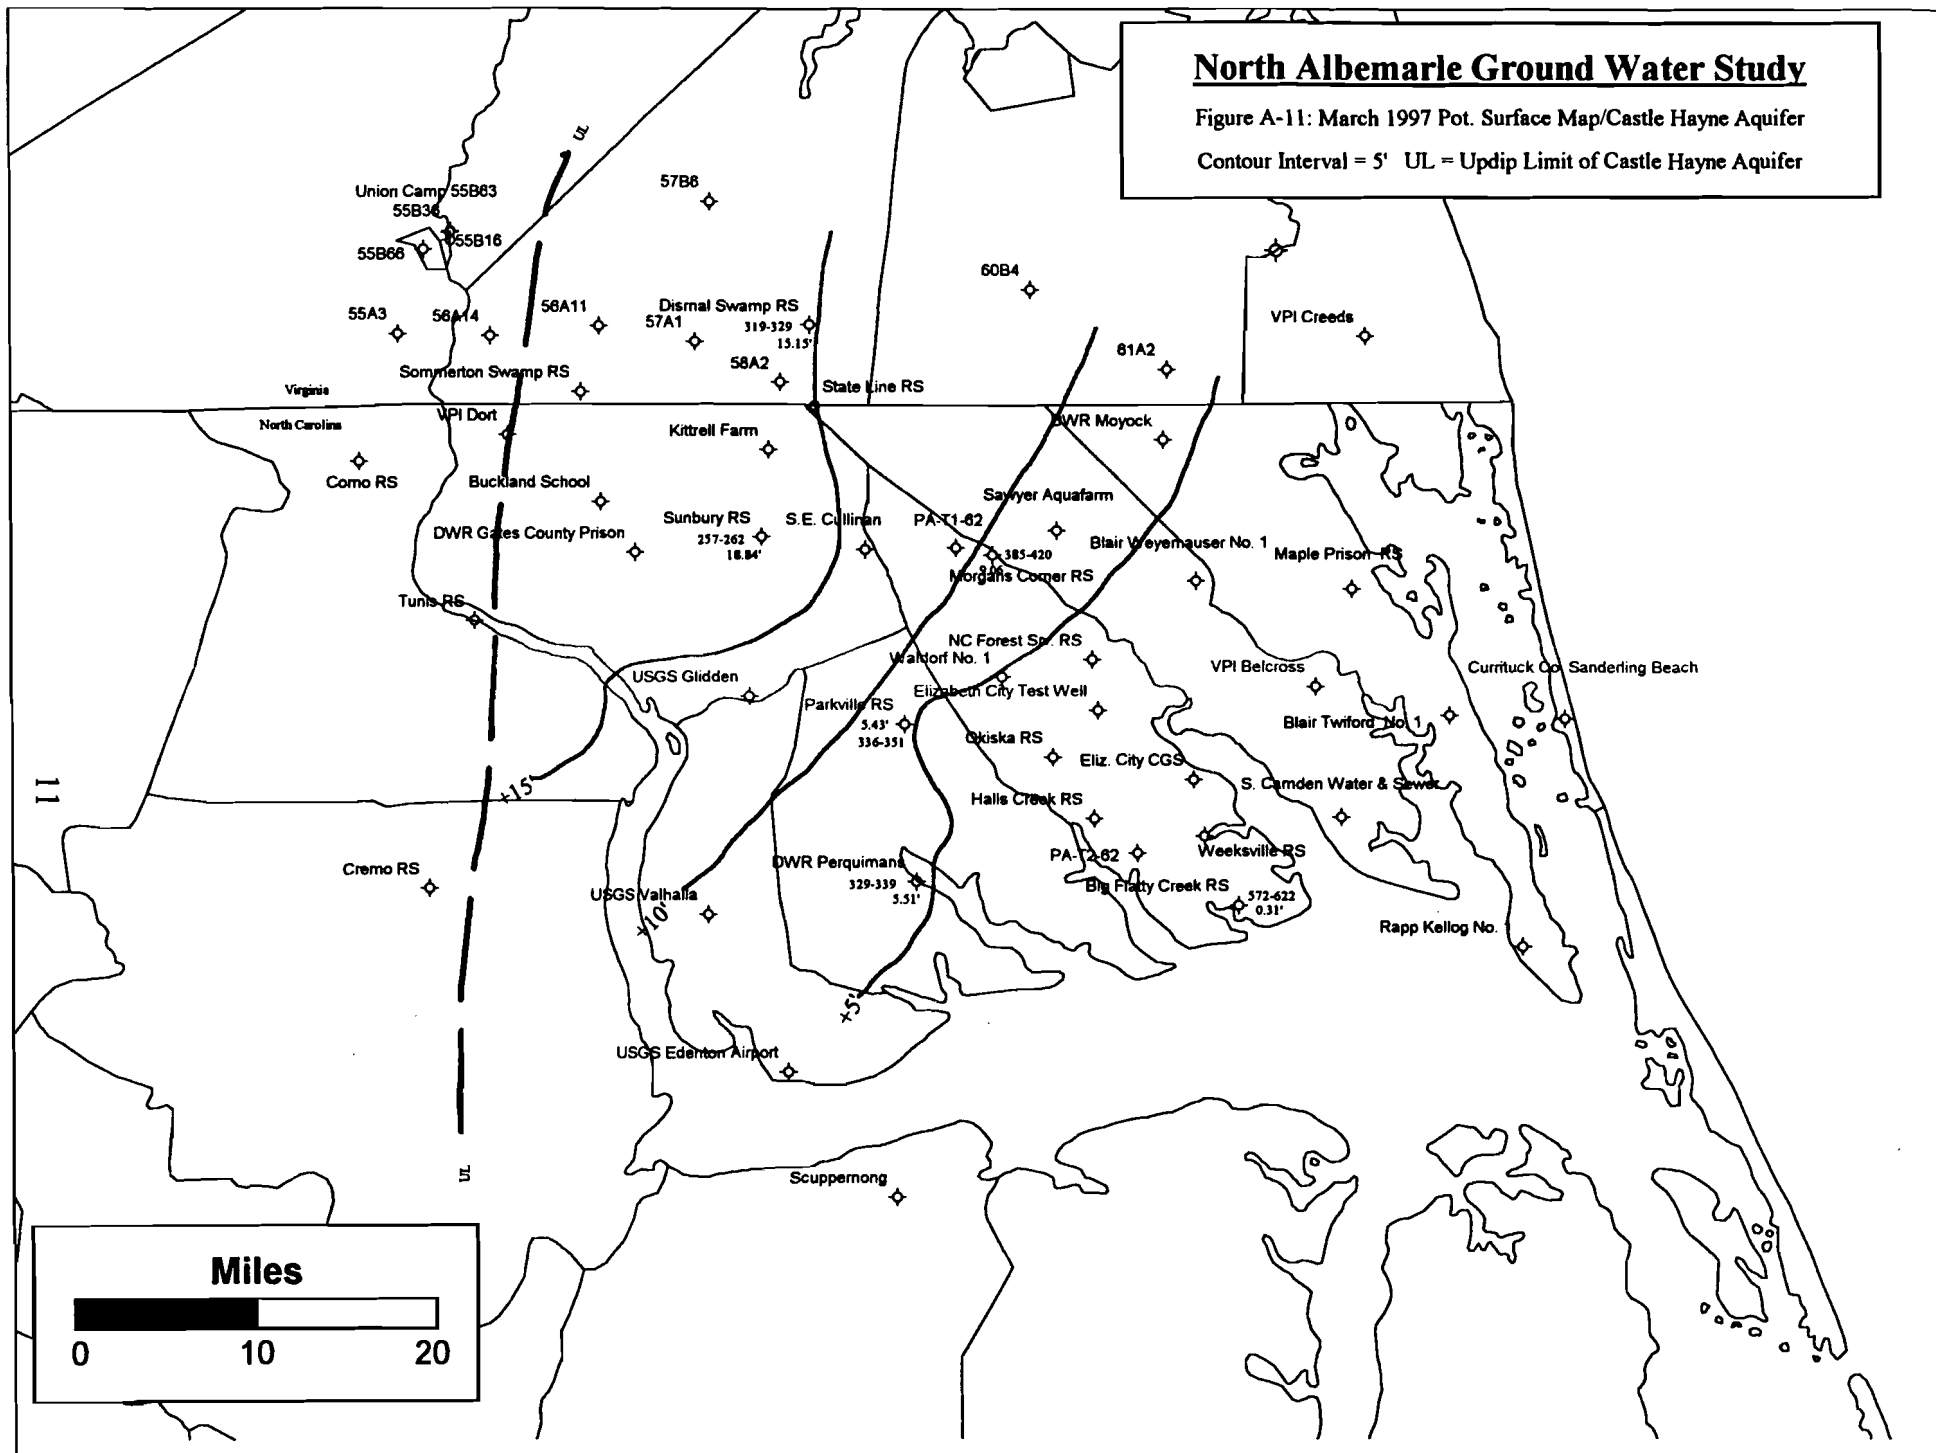 North Albemarle Ground Water Study
Figure A-11: March 1997 Pot. Surface Map/Castle Hayne Aquifer
Contour Interval = 5' UL = Updip Limit of Castle Hayne Aquifer
UL
Union Camp 55B63
55B36
55B16
55B66
57B6
60B4
55A3
56A14
56A11
Dismal Swamp RS
319-329
15.15'
57A1
58A2
VPI Creeds
61A2
Sommerton Swamp RS
State Line RS
Virginia
North Carolina
VPI Dort
Kittrell Farm
DWR Moyock
Como RS
Buckland School
Sawyer Aquafarm
DWR Gates County Prison
Sunbury RS
257-262
18.84'
S.E. Cullinan
PA-T1-62
385-420
9.06
Morgans Corner RS
Blair Weyerhauser No. 1
Maple Prison RS
Tunis RS
NC Forest Srv. RS
Waldorf No. 1
USGS Glidden
VPI Belcross
Currituck Co. Sanderling Beach
Elizabeth City Test Well
Parkville RS
5.43'
336-351
Blair Twiford No. 1
Okiska RS
Eliz. City CGS
S. Camden Water & Sewer
11
+15'
Halls Creek RS
PA-T2-62
Weeksville RS
Cremo RS
DWR Perquimans
329-339
5.51'
Big Flatty Creek RS
572-622
0.31'
USGS Valhalla
+10'
Rapp Kellog No.
+5'
USGS Edenton Airport
UL
Scuppernong
Miles
0 10 20